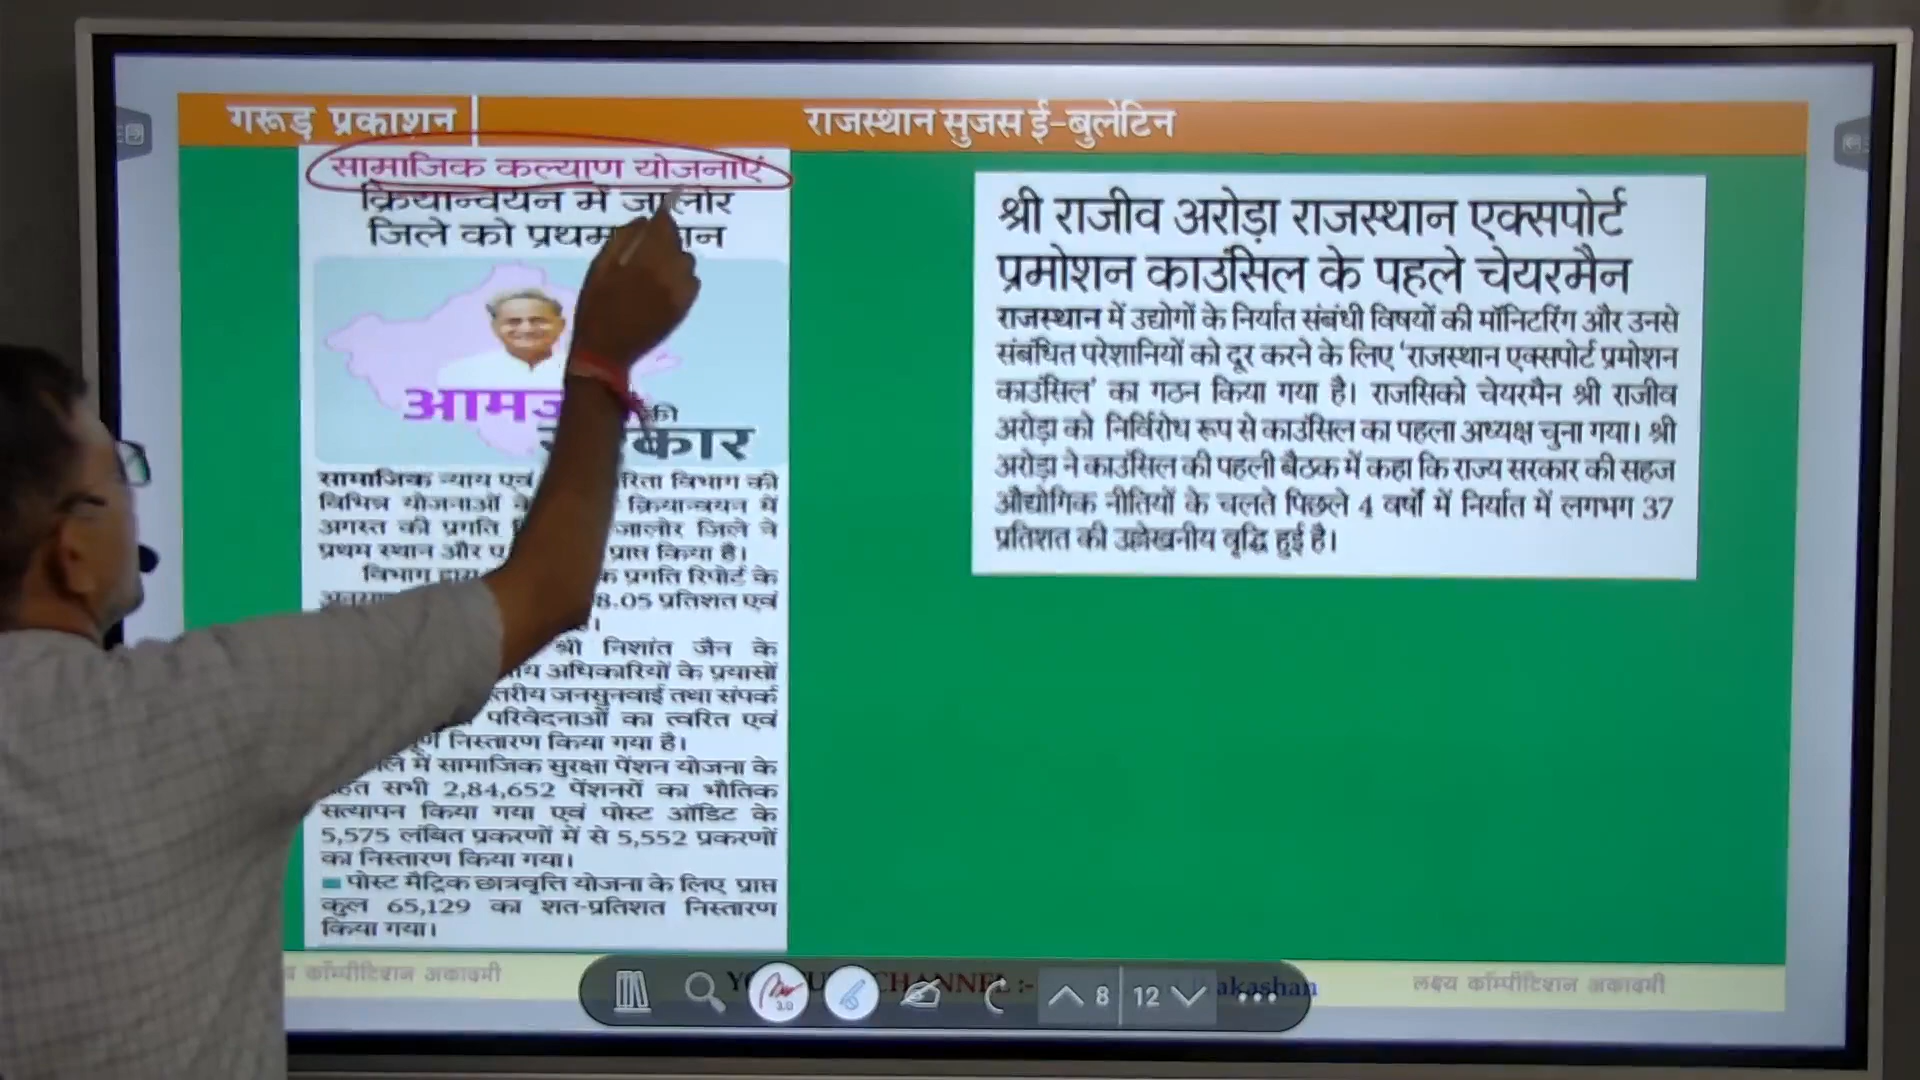 गरूड़ प्रकाशन
राजस्थान सुजस ई-बुलेटिन
सामाजिक कल्याण योजनाएं
क्रियान्वयन में जालोर
जिले को प्रथम
की
सामाजिक न्याय एवं विभाग की
विभिन्न योजनाओं क्रियान्वयन में
अगस्त की प्रगति जालोर जिले ने
प्रथम स्थान और प्राप्त किया है।
विभाग प्रगति रिपोर्ट के
8.05 प्रतिशत एवं
श्री निशांत जैन के
अधिकारियों के प्रयासों
जनसुनवाई तथा संपर्क
परिवेदनाओं का त्वरित एवं
निस्तारण किया गया है।
में सामाजिक सुरक्षा पेंशन योजना के
सभी 2,84,652 पेंशनरों का भौतिक
सत्यापन किया गया एवं पोस्ट ऑडिट के
5,575 लंबित प्रकरणों में से 5,552 प्रकरणों
का निस्तारण किया गया।
पोस्ट मैट्रिक छात्रवृत्ति योजना के लिए प्राप्त
कुल 65,129 का शत-प्रतिशत निस्तारण
किया गया।
श्री राजीव अरोड़ा राजस्थान एक्सपोर्ट
प्रमोशन काउंसिल के पहले चेयरमैन
राजस्थान में उद्योगों के निर्यात संबंधी विषयों की मॉनिटरिंग और उनसे
संबंधित परेशानियों को दूर करने के लिए 'राजस्थान एक्सपोर्ट प्रमोशन
काउंसिल' का गठन किया गया है। राजसिको चेयरमैन श्री राजीव
अरोड़ा को निर्विरोध रूप से काउंसिल का पहला अध्यक्ष चुना गया। श्री
अरोड़ा ने काउंसिल की पहली बैठक में कहा कि राज्य सरकार की सहज
औद्योगिक नीतियों के चलते पिछले 4 वर्षों में निर्यात में लगभग 37
प्रतिशत की उल्लेखनीय वृद्धि हुई है।
कॉम्पीटिशन अकादमी
CHANNEL :-
लक्ष्य कॉम्पीटिशन अकादमी
3.0
8 12